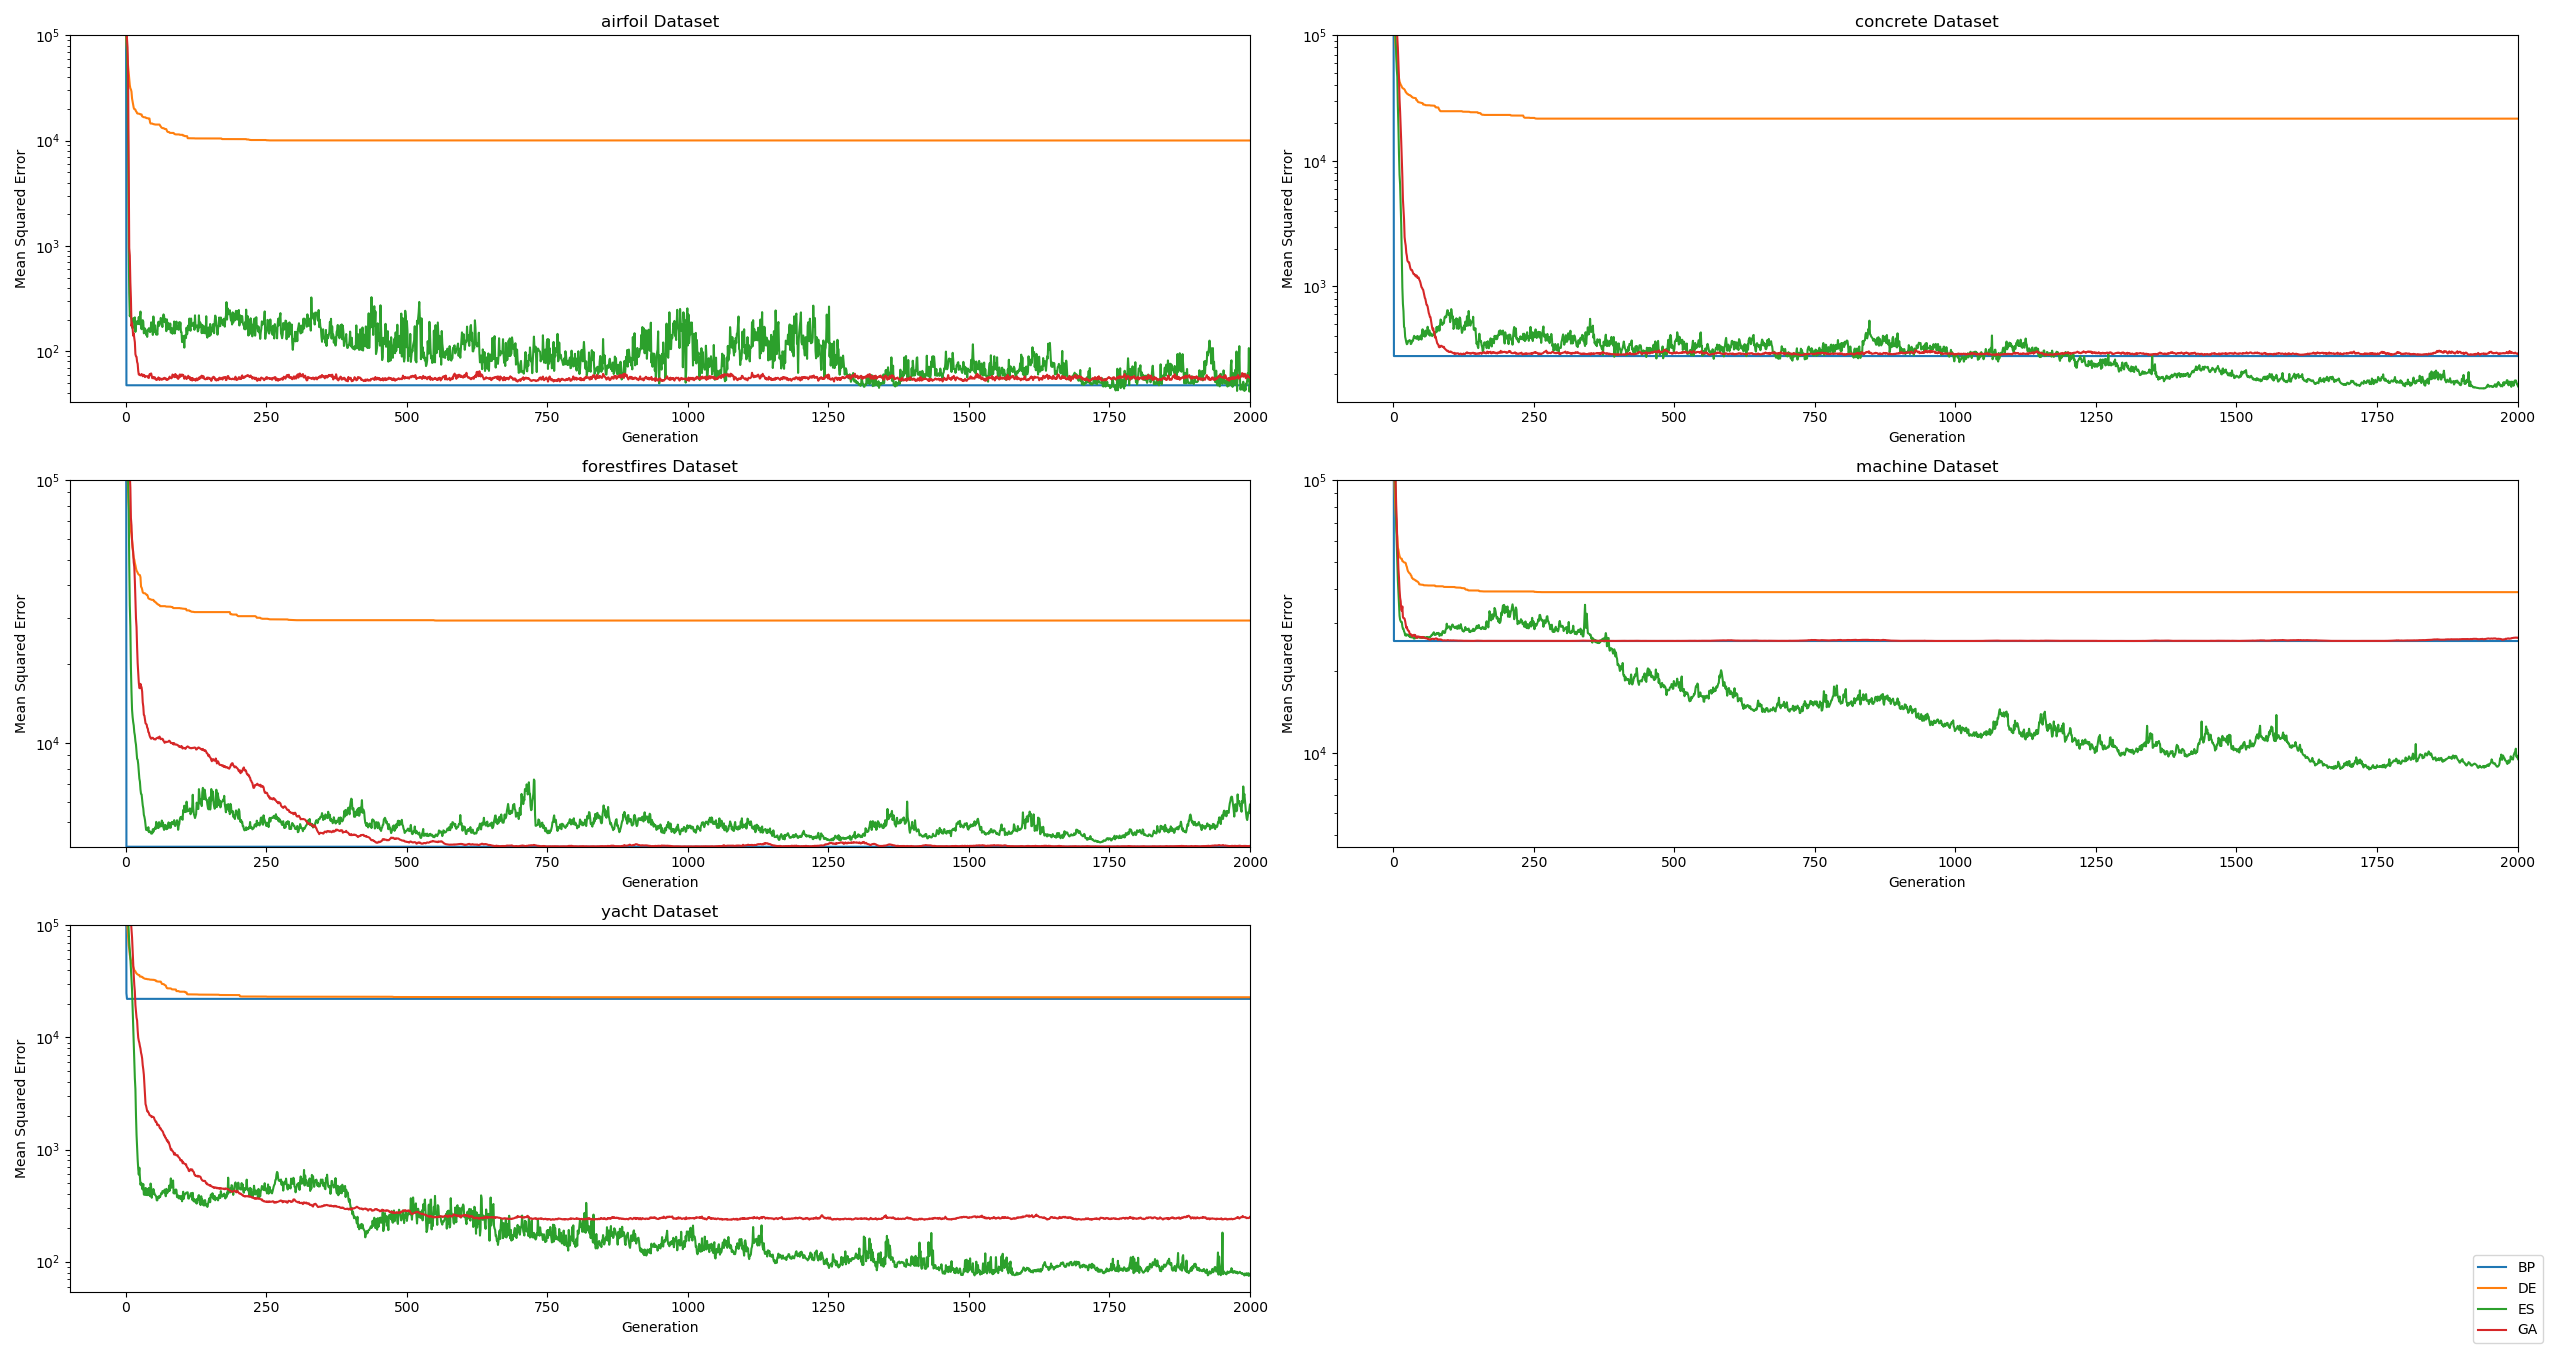 airfoil Dataset
10^5
10^4
10^3
10^2
Mean Squared Error
0 250 500 750 1000 1250 1500 1750 2000
Generation
concrete Dataset
10^5
10^4
10^3
Mean Squared Error
0 250 500 750 1000 1250 1500 1750 2000
Generation
forestfires Dataset
10^5
10^4
Mean Squared Error
0 250 500 750 1000 1250 1500 1750 2000
Generation
machine Dataset
10^5
10^4
Mean Squared Error
0 250 500 750 1000 1250 1500 1750 2000
Generation
yacht Dataset
10^5
10^4
10^3
10^2
Mean Squared Error
0 250 500 750 1000 1250 1500 1750 2000
Generation
BP
DE
ES
GA